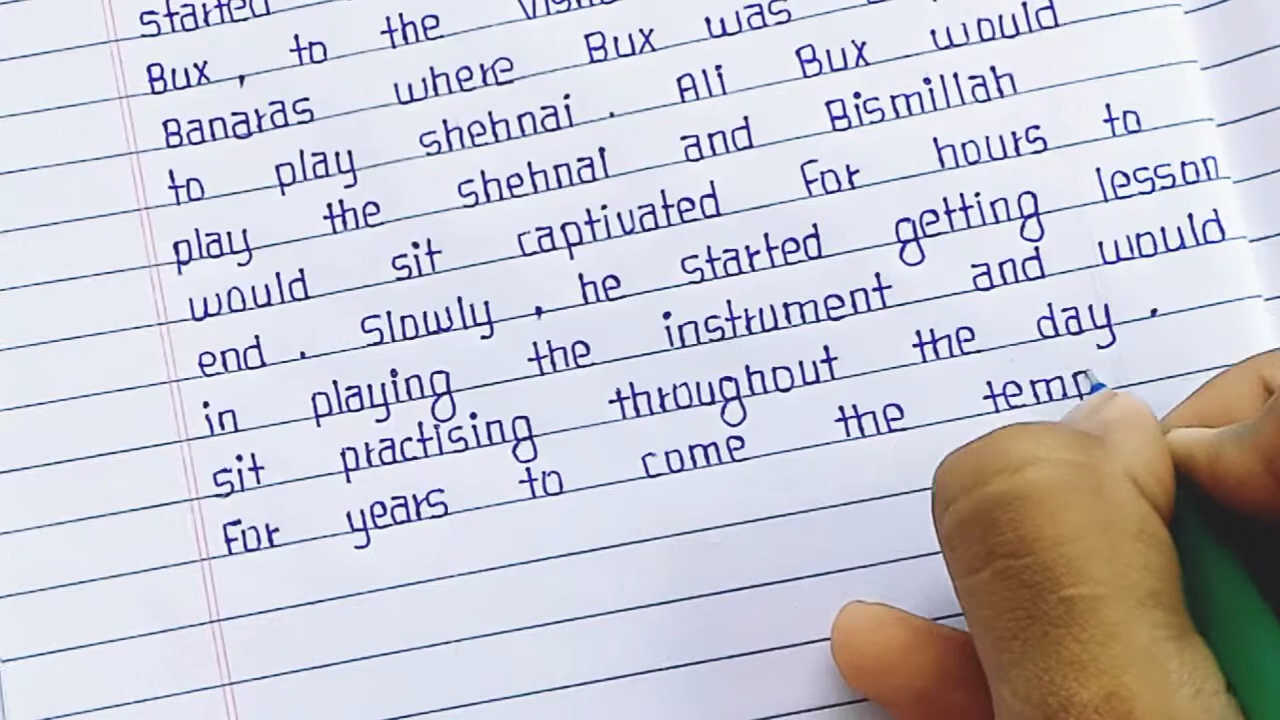 started
Bux, to the
Banaras where Bux was
to play shehnai. Ali Bux would
play the shehnai and Bismillah
would sit captivated For hours to
end. Slowly, he started getting lesson
in playing the instrument and would
sit practising throughout the day.
For years to come the temp